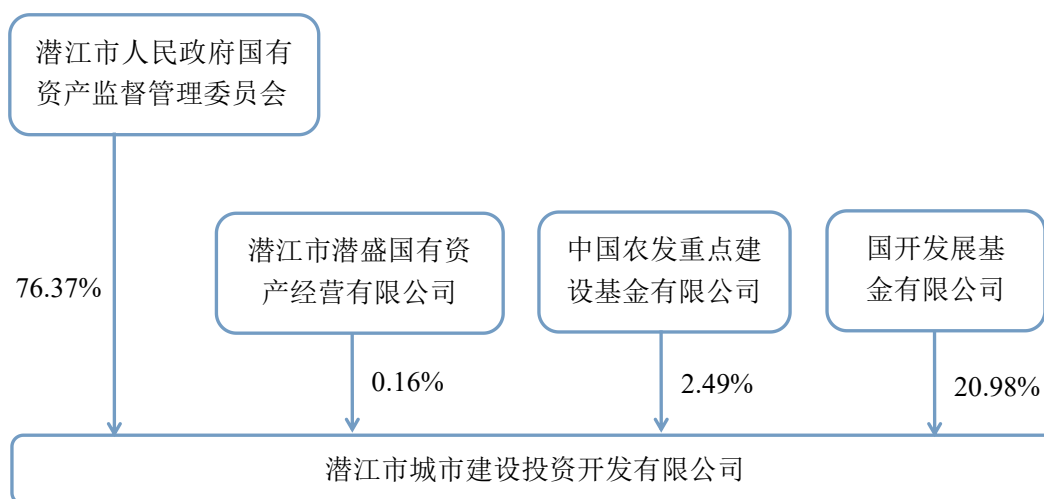 潜江市人民政府国有
资产监督管理委员会
潜江市潜盛国有资
产经营有限公司
中国农发重点建
设基金有限公司
国开发展基
金有限公司
76.37%
0.16%
2.49%
20.98%
潜江市城市建设投资开发有限公司